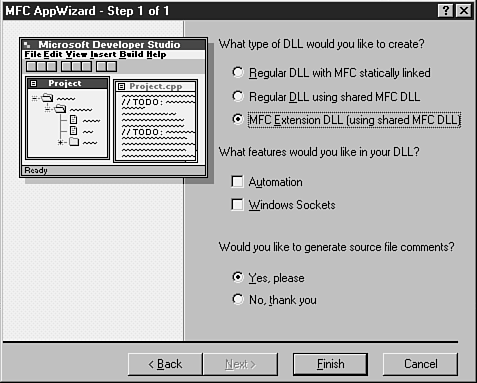 MFC AppWizard - Step 1 of 1
Microsoft Developer Studio
File Edit View Insert Build Help
Project
Project.cpp
// TODO:
// TODO:
Ready
What type of DLL would you like to create?
Regular DLL with MFC statically linked
Regular DLL using shared MFC DLL
MFC Extension DLL (using shared MFC DLL)
What features would you like in your DLL?
Automation
Windows Sockets
Would you like to generate source file comments?
Yes, please
No, thank you
< Back
Next >
Finish
Cancel